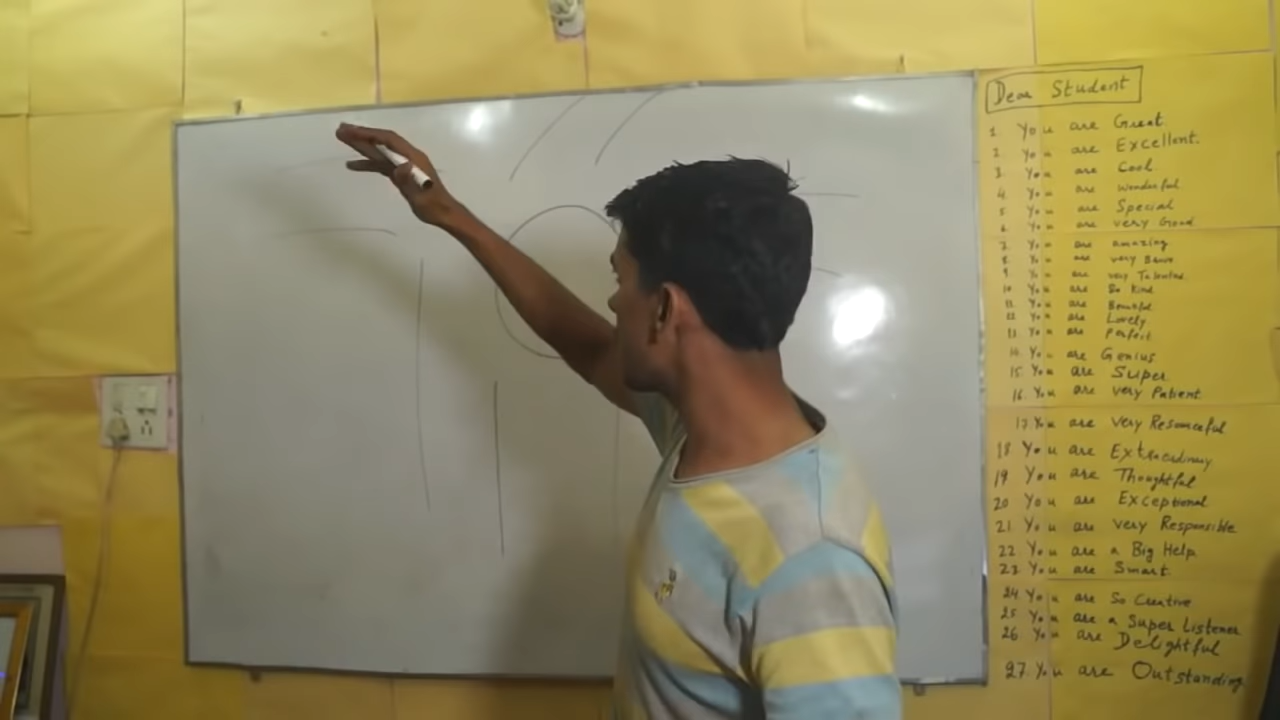 Dear Student
1. You are Great.
2. You are Excellent.
3. You are Cool
4 You are wonderful
5 You are Special
6. You are very Good
7. You are amazing
8. You are very Brave
9. You are very Talented
10 You are So kind
11. You are
12 You are Lovely
13. You are Perfect
14. You are Genius
15. You are Super
16. You are very Patient
17. You are very
18 You are
19 You are Thoughtful
20 You are Exceptional
21 You are very Responsible
22 You are a Big Help
23. You are Smart
24 You are So Creative
25 You are a Super Listener
26 You are Delightful
27. You are Outstanding